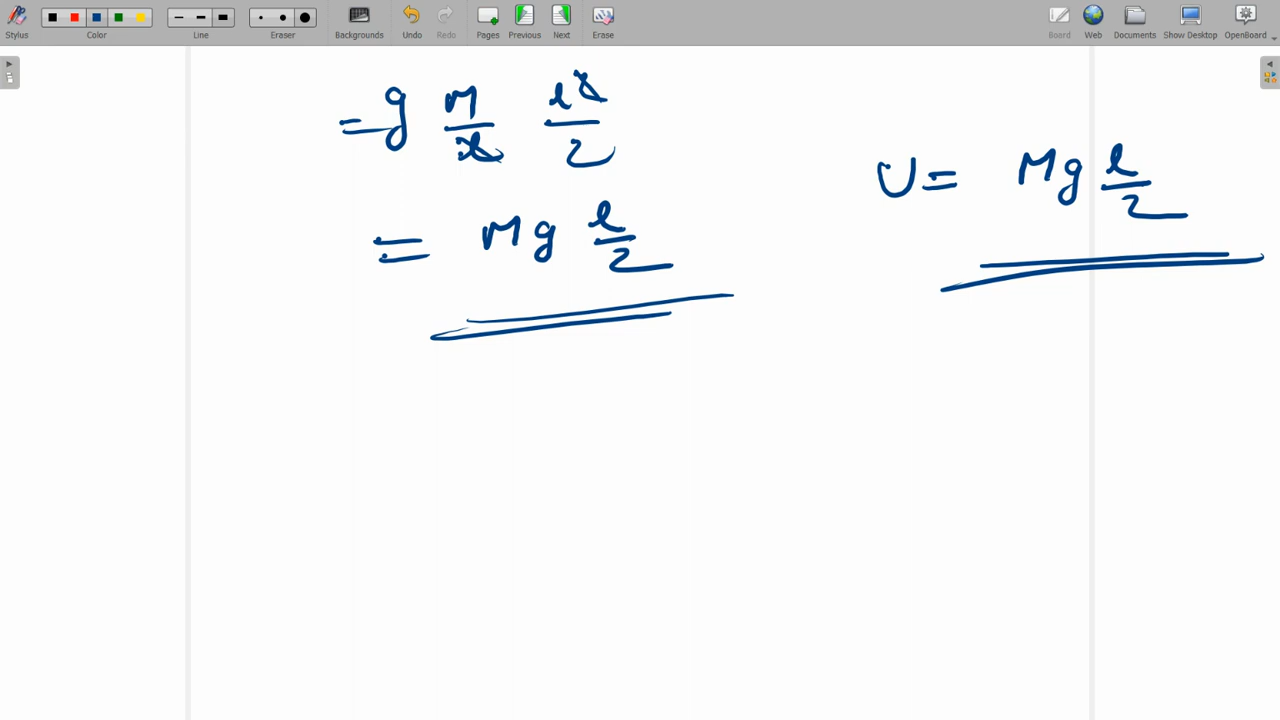 Stylus Color Line Eraser Backgrounds Undo Redo Pages Previous Next Erase Board Web Documents Show Desktop OpenBoard
= g M/l l²/2
= Mg l/2
U = Mg l/2